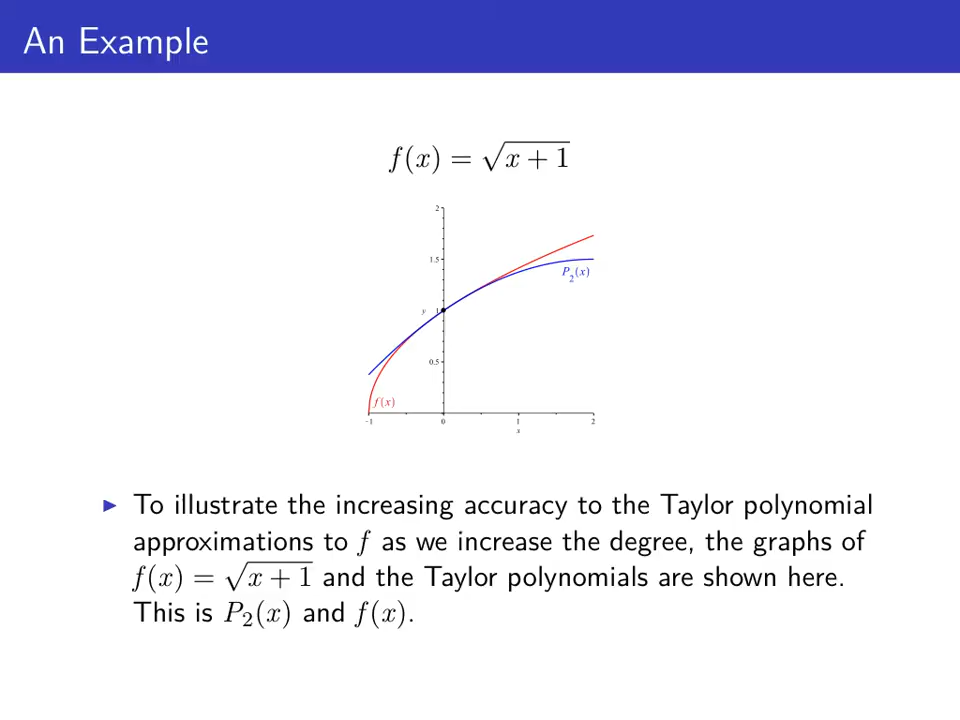 An Example
f(x) = √x + 1
2
1.5
P2(x)
y 1
0.5
f(x)
-1 0 1 2
x
To illustrate the increasing accuracy to the Taylor polynomial
approximations to f as we increase the degree, the graphs of
f(x) = √x + 1 and the Taylor polynomials are shown here.
This is P2(x) and f(x).